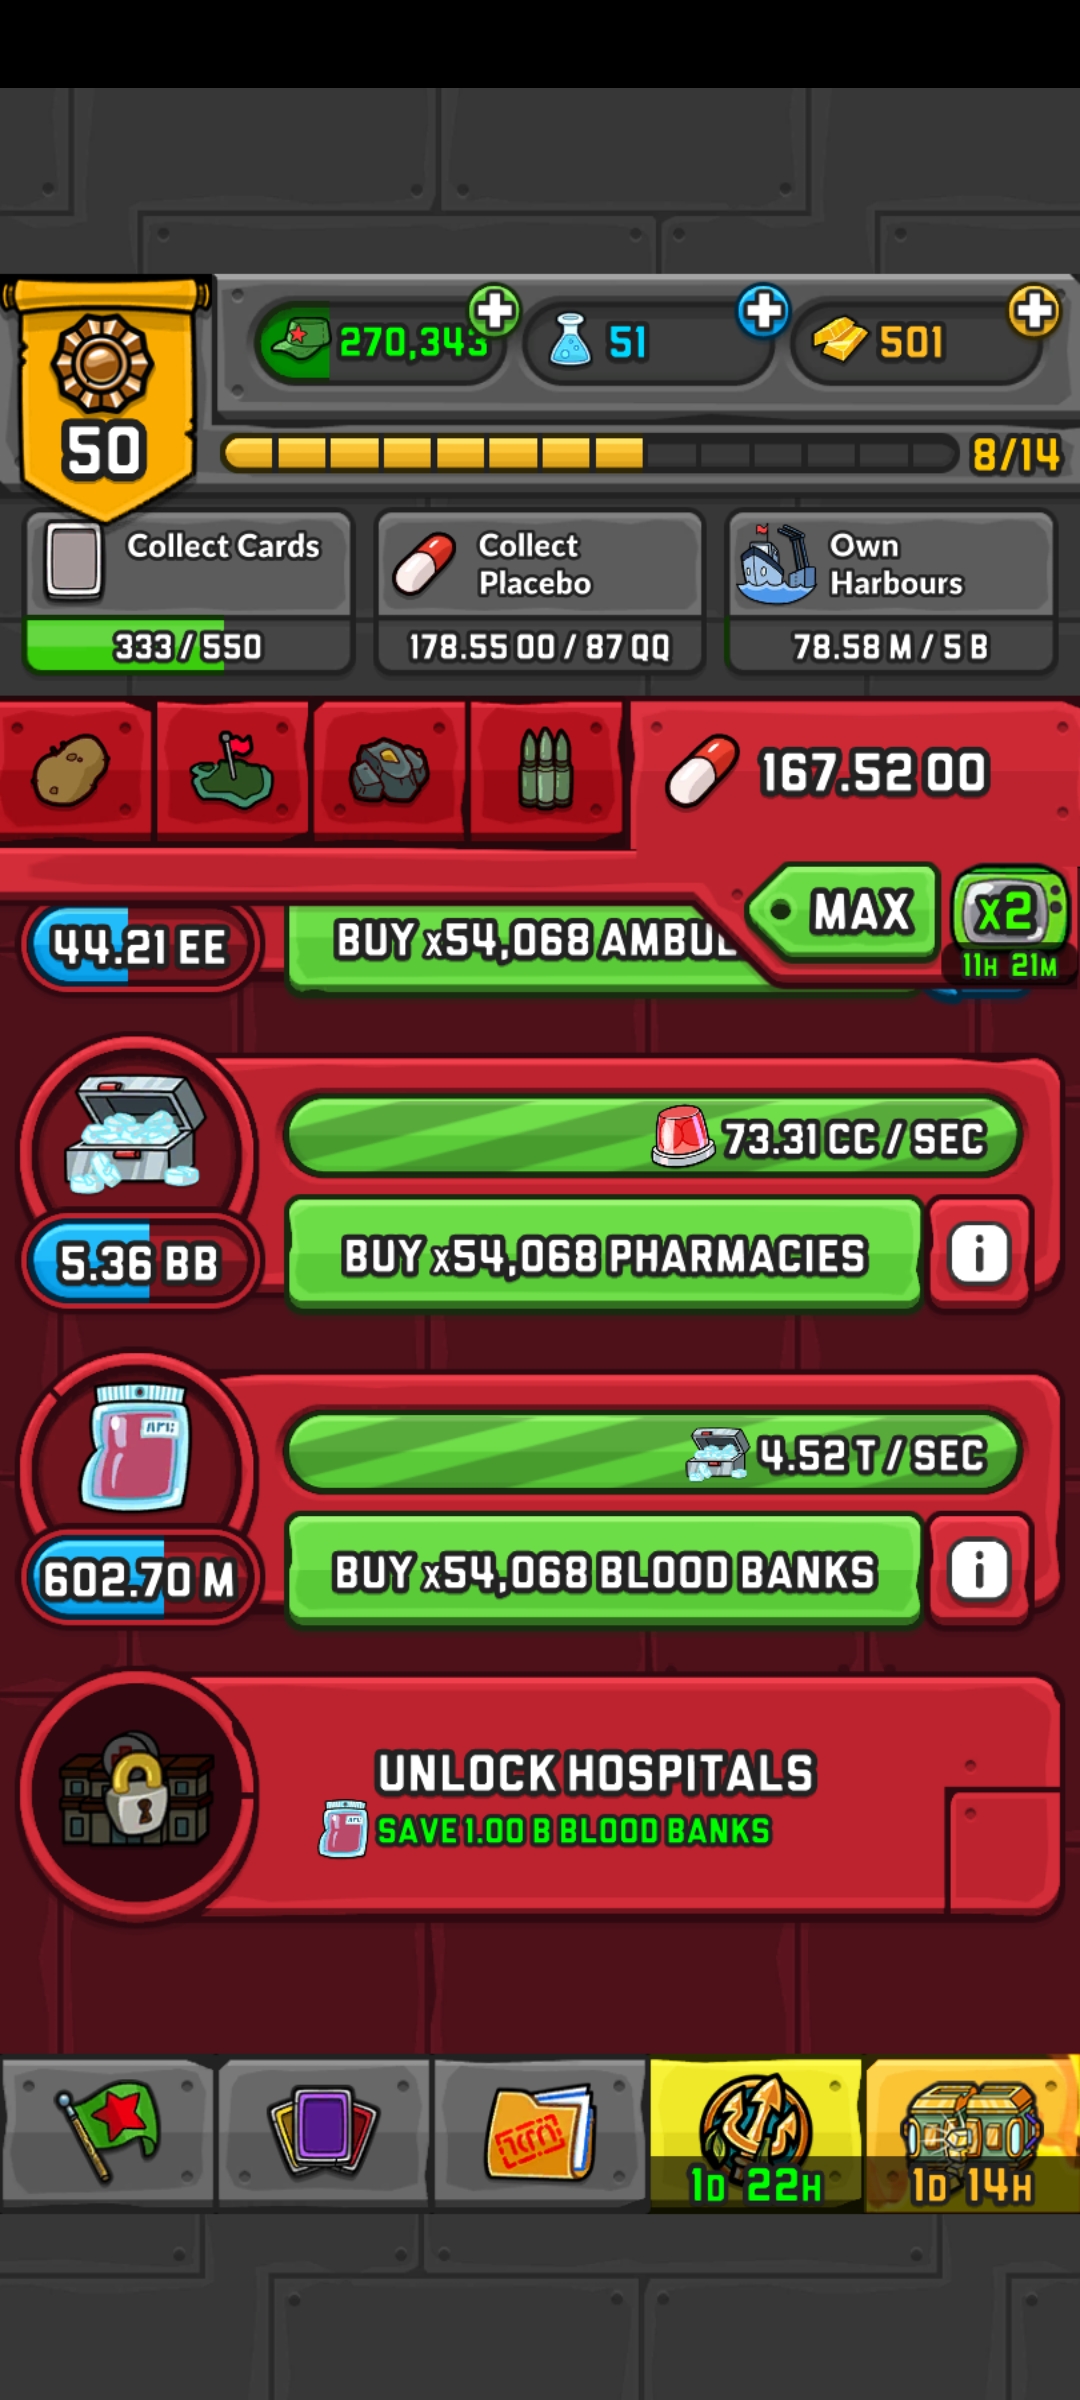 270,343
51
501
50
8/14
Collect Cards
333/550
Collect
Placebo
178.55 OO / 87 QQ
Own
Harbours
78.58 M / 5 B
167.52 OO
MAX
x2
11H 21M
44.21 EE
BUY x54,068 AMBUL
73.31 CC / SEC
5.36 BB
BUY x54,068 PHARMACIES
i
4.52 T / SEC
602.70 M
BUY x54,068 BLOOD BANKS
i
UNLOCK HOSPITALS
SAVE 1.00 B BLOOD BANKS
1D 22H
1D 14H